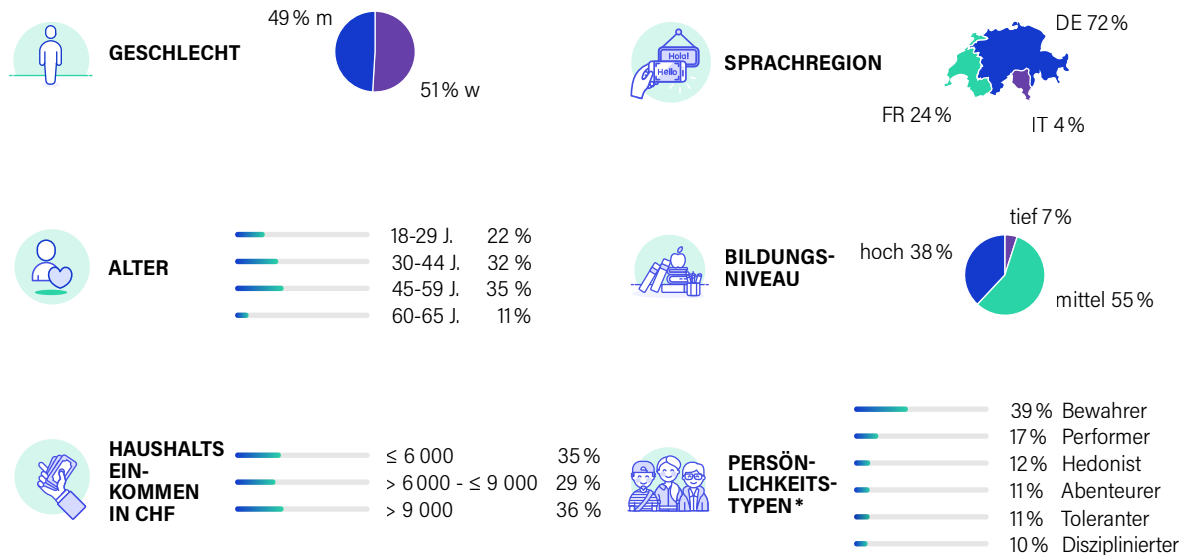 GESCHLECHT
49 % m
51 % w
SPRACHREGION
Hola!
Hello
DE 72 %
FR 24 %
IT 4 %
ALTER
18-29 J. 22 %
30-44 J. 32 %
45-59 J. 35 %
60-65 J. 11 %
BILDUNGS-
NIVEAU
tief 7 %
hoch 38 %
mittel 55 %
HAUSHALTS
EIN-
KOMMEN
IN CHF
≤ 6 000 35 %
> 6 000 - ≤ 9 000 29 %
> 9 000 36 %
PERSÖN-
LICHKEITS-
TYPEN *
39 % Bewahrer
17 % Performer
12 % Hedonist
11 % Abenteurer
11 % Toleranter
10 % Disziplinierter